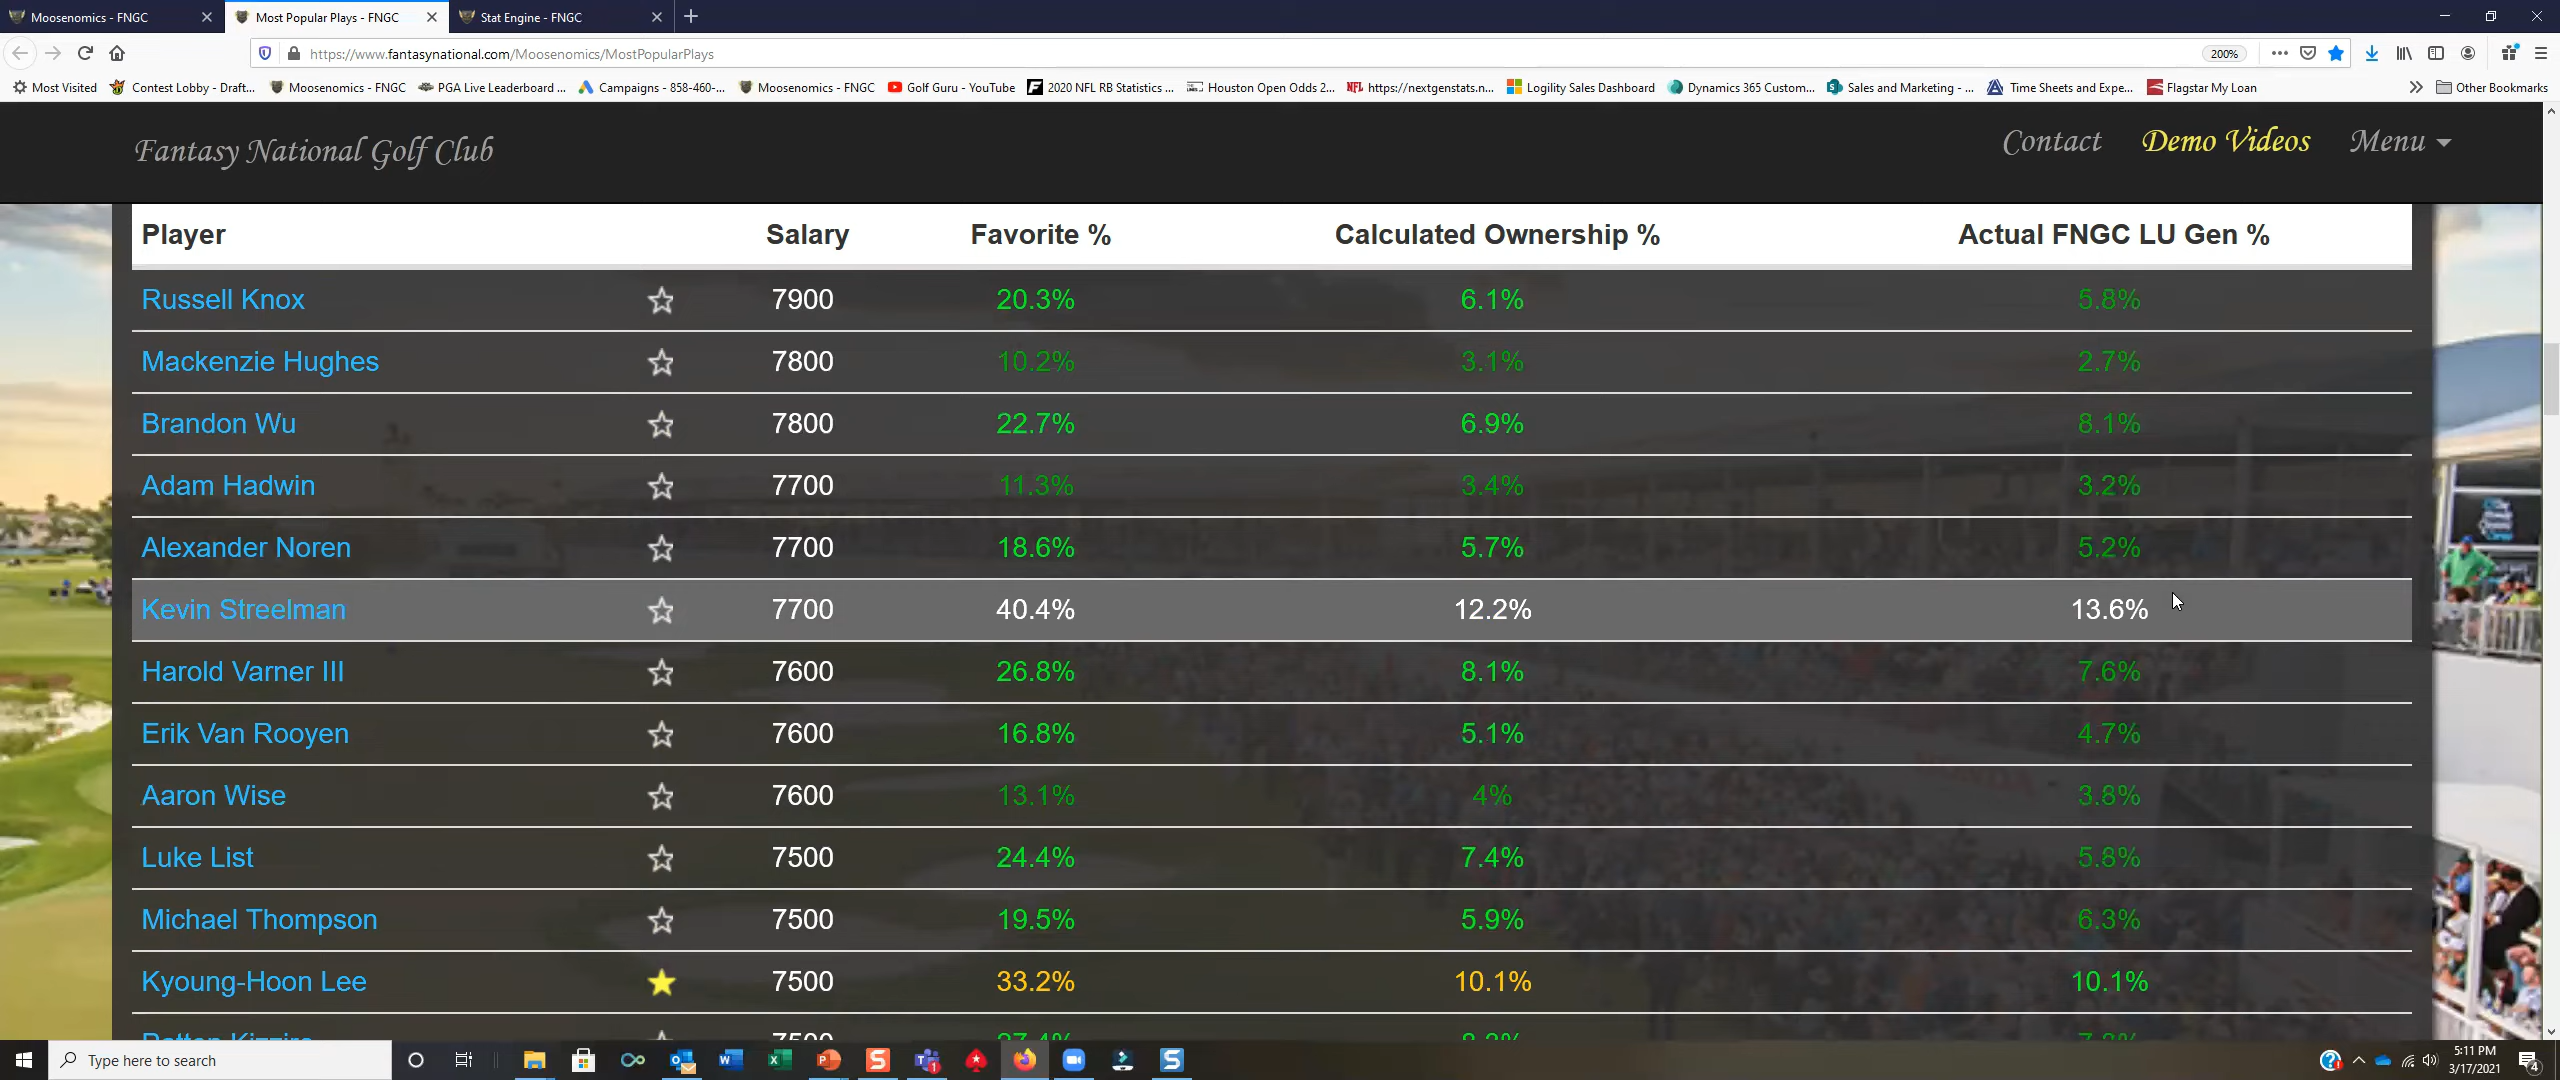 Moosenomics - FNGC
Most Popular Plays - FNGC
Stat Engine - FNGC
https://www.fantasynational.com/Moosenomics/MostPopularPlays
200%
Most Visited
Contest Lobby - Draft...
Moosenomics - FNGC
PGA Live Leaderboard ...
Campaigns - 858-460-...
Moosenomics - FNGC
Golf Guru - YouTube
2020 NFL RB Statistics ...
Houston Open Odds 2...
https://nextgenstats.n...
Logility Sales Dashboard
Dynamics 365 Custom...
Sales and Marketing - ...
Time Sheets and Expe...
Flagstar My Loan
Other Bookmarks
Fantasy National Golf Club
Contact Demo Videos Menu
Player Salary Favorite % Calculated Ownership % Actual FNGC LU Gen %
Russell Knox 7900 20.3% 6.1% 5.8%
Mackenzie Hughes 7800 10.2% 3.1% 2.7%
Brandon Wu 7800 22.7% 6.9% 8.1%
Adam Hadwin 7700 11.3% 3.4% 3.2%
Alexander Noren 7700 18.6% 5.7% 5.2%
Kevin Streelman 7700 40.4% 12.2% 13.6%
Harold Varner III 7600 26.8% 8.1% 7.6%
Erik Van Rooyen 7600 16.8% 5.1% 4.7%
Aaron Wise 7600 13.1% 4% 3.8%
Luke List 7500 24.4% 7.4% 5.8%
Michael Thompson 7500 19.5% 5.9% 6.3%
Kyoung-Hoon Lee 7500 33.2% 10.1% 10.1%
Type here to search
5:11 PM
3/17/2021